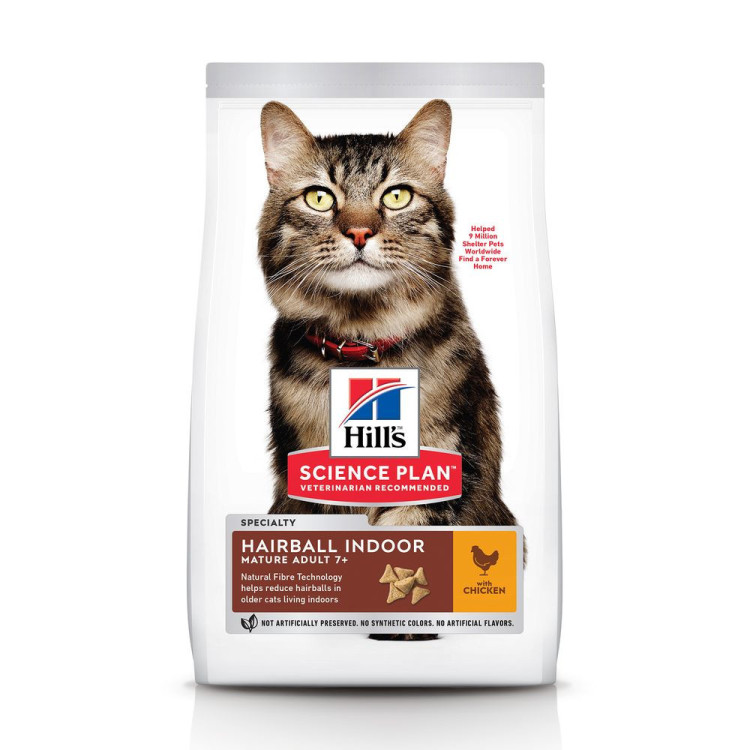 Helped
9 Million
Shelter Pets
Worldwide
Find a Forever
Home
Hill's™
SCIENCE PLAN™
VETERINARIAN RECOMMENDED
SPECIALTY
HAIRBALL INDOOR
MATURE ADULT 7+
Natural Fibre Technology
helps reduce hairballs in
older cats living indoors
with
CHICKEN
NOT ARTIFICIALLY PRESERVED. NO SYNTHETIC COLORS. NO ARTIFICIAL FLAVORS.